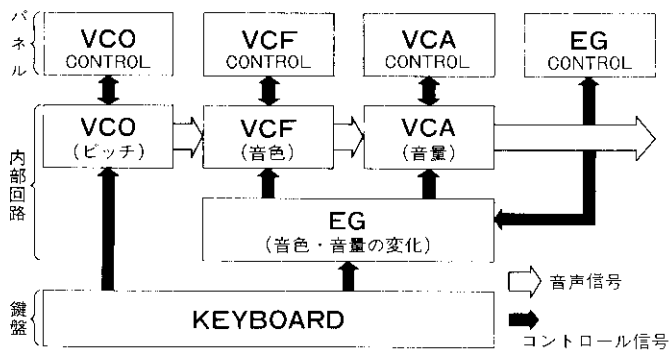 パネル
VCO
CONTROL
VCF
CONTROL
VCA
CONTROL
EG
CONTROL
内部回路
VCO
(ピッチ)
VCF
(音色)
VCA
(音量)
EG
(音色・音量の変化)
鍵盤
KEYBOARD
音声信号
コントロール信号